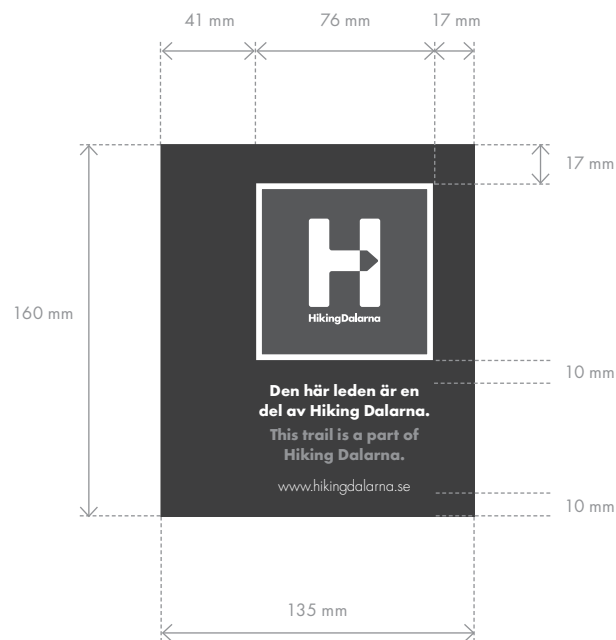 41 mm
76 mm
17 mm
17 mm
160 mm
HikingDalarna
10 mm
Den här leden är en
del av Hiking Dalarna.
This trail is a part of
Hiking Dalarna.
www.hikingdalarna.se
10 mm
135 mm